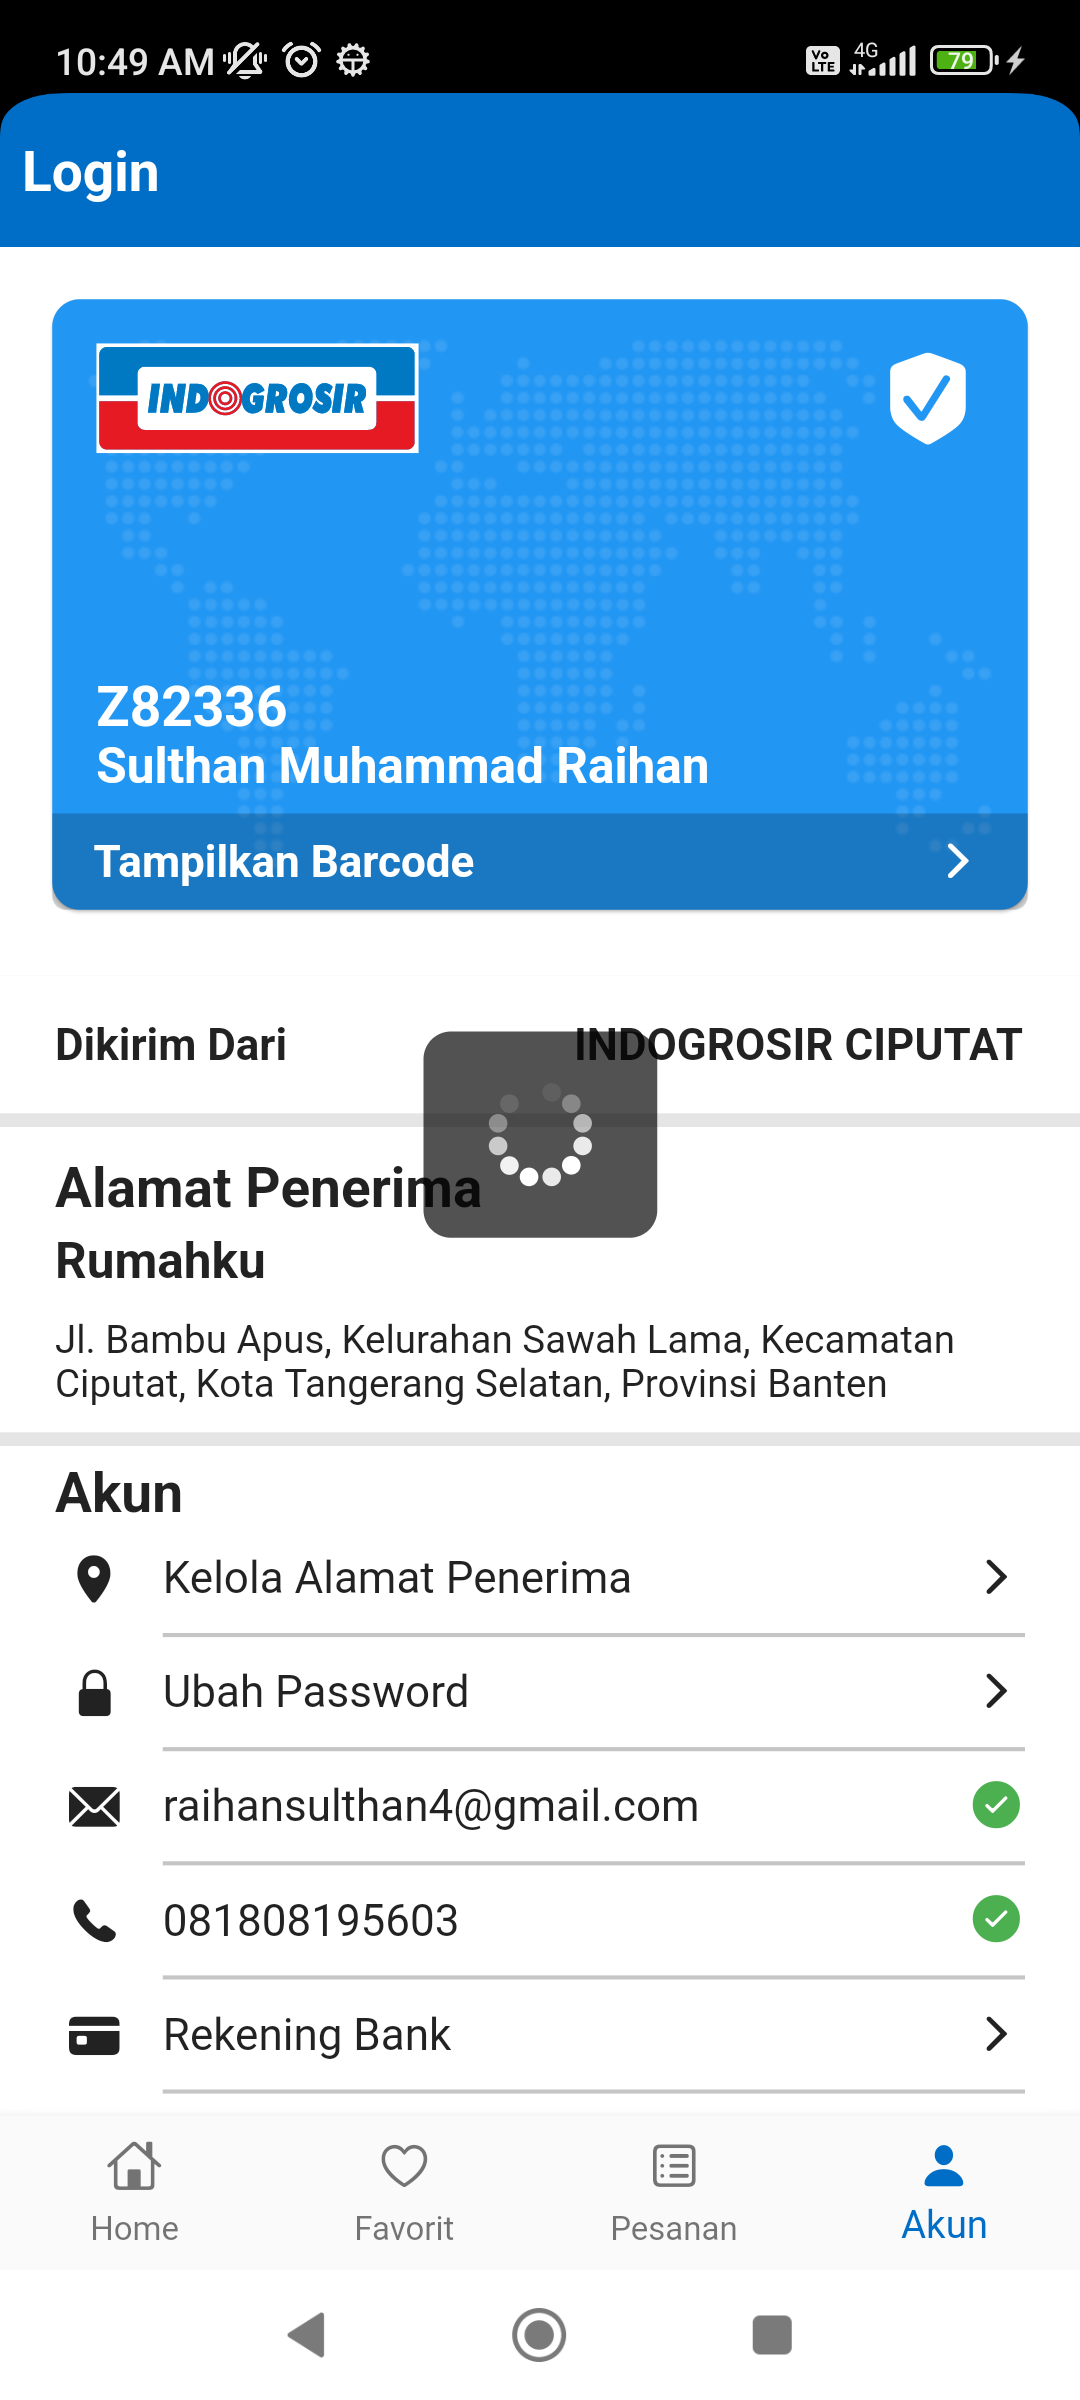 10:49 AM
Vo
LTE
4G
79
Login
INDOGROSIR
Z82336
Sulthan Muhammad Raihan
Tampilkan Barcode
Dikirim Dari
INDOGROSIR CIPUTAT
Alamat Penerima
Rumahku
Jl. Bambu Apus, Kelurahan Sawah Lama, Kecamatan
Ciputat, Kota Tangerang Selatan, Provinsi Banten
Akun
Kelola Alamat Penerima
Ubah Password
raihansulthan4@gmail.com
081808195603
Rekening Bank
Home
Favorit
Pesanan
Akun